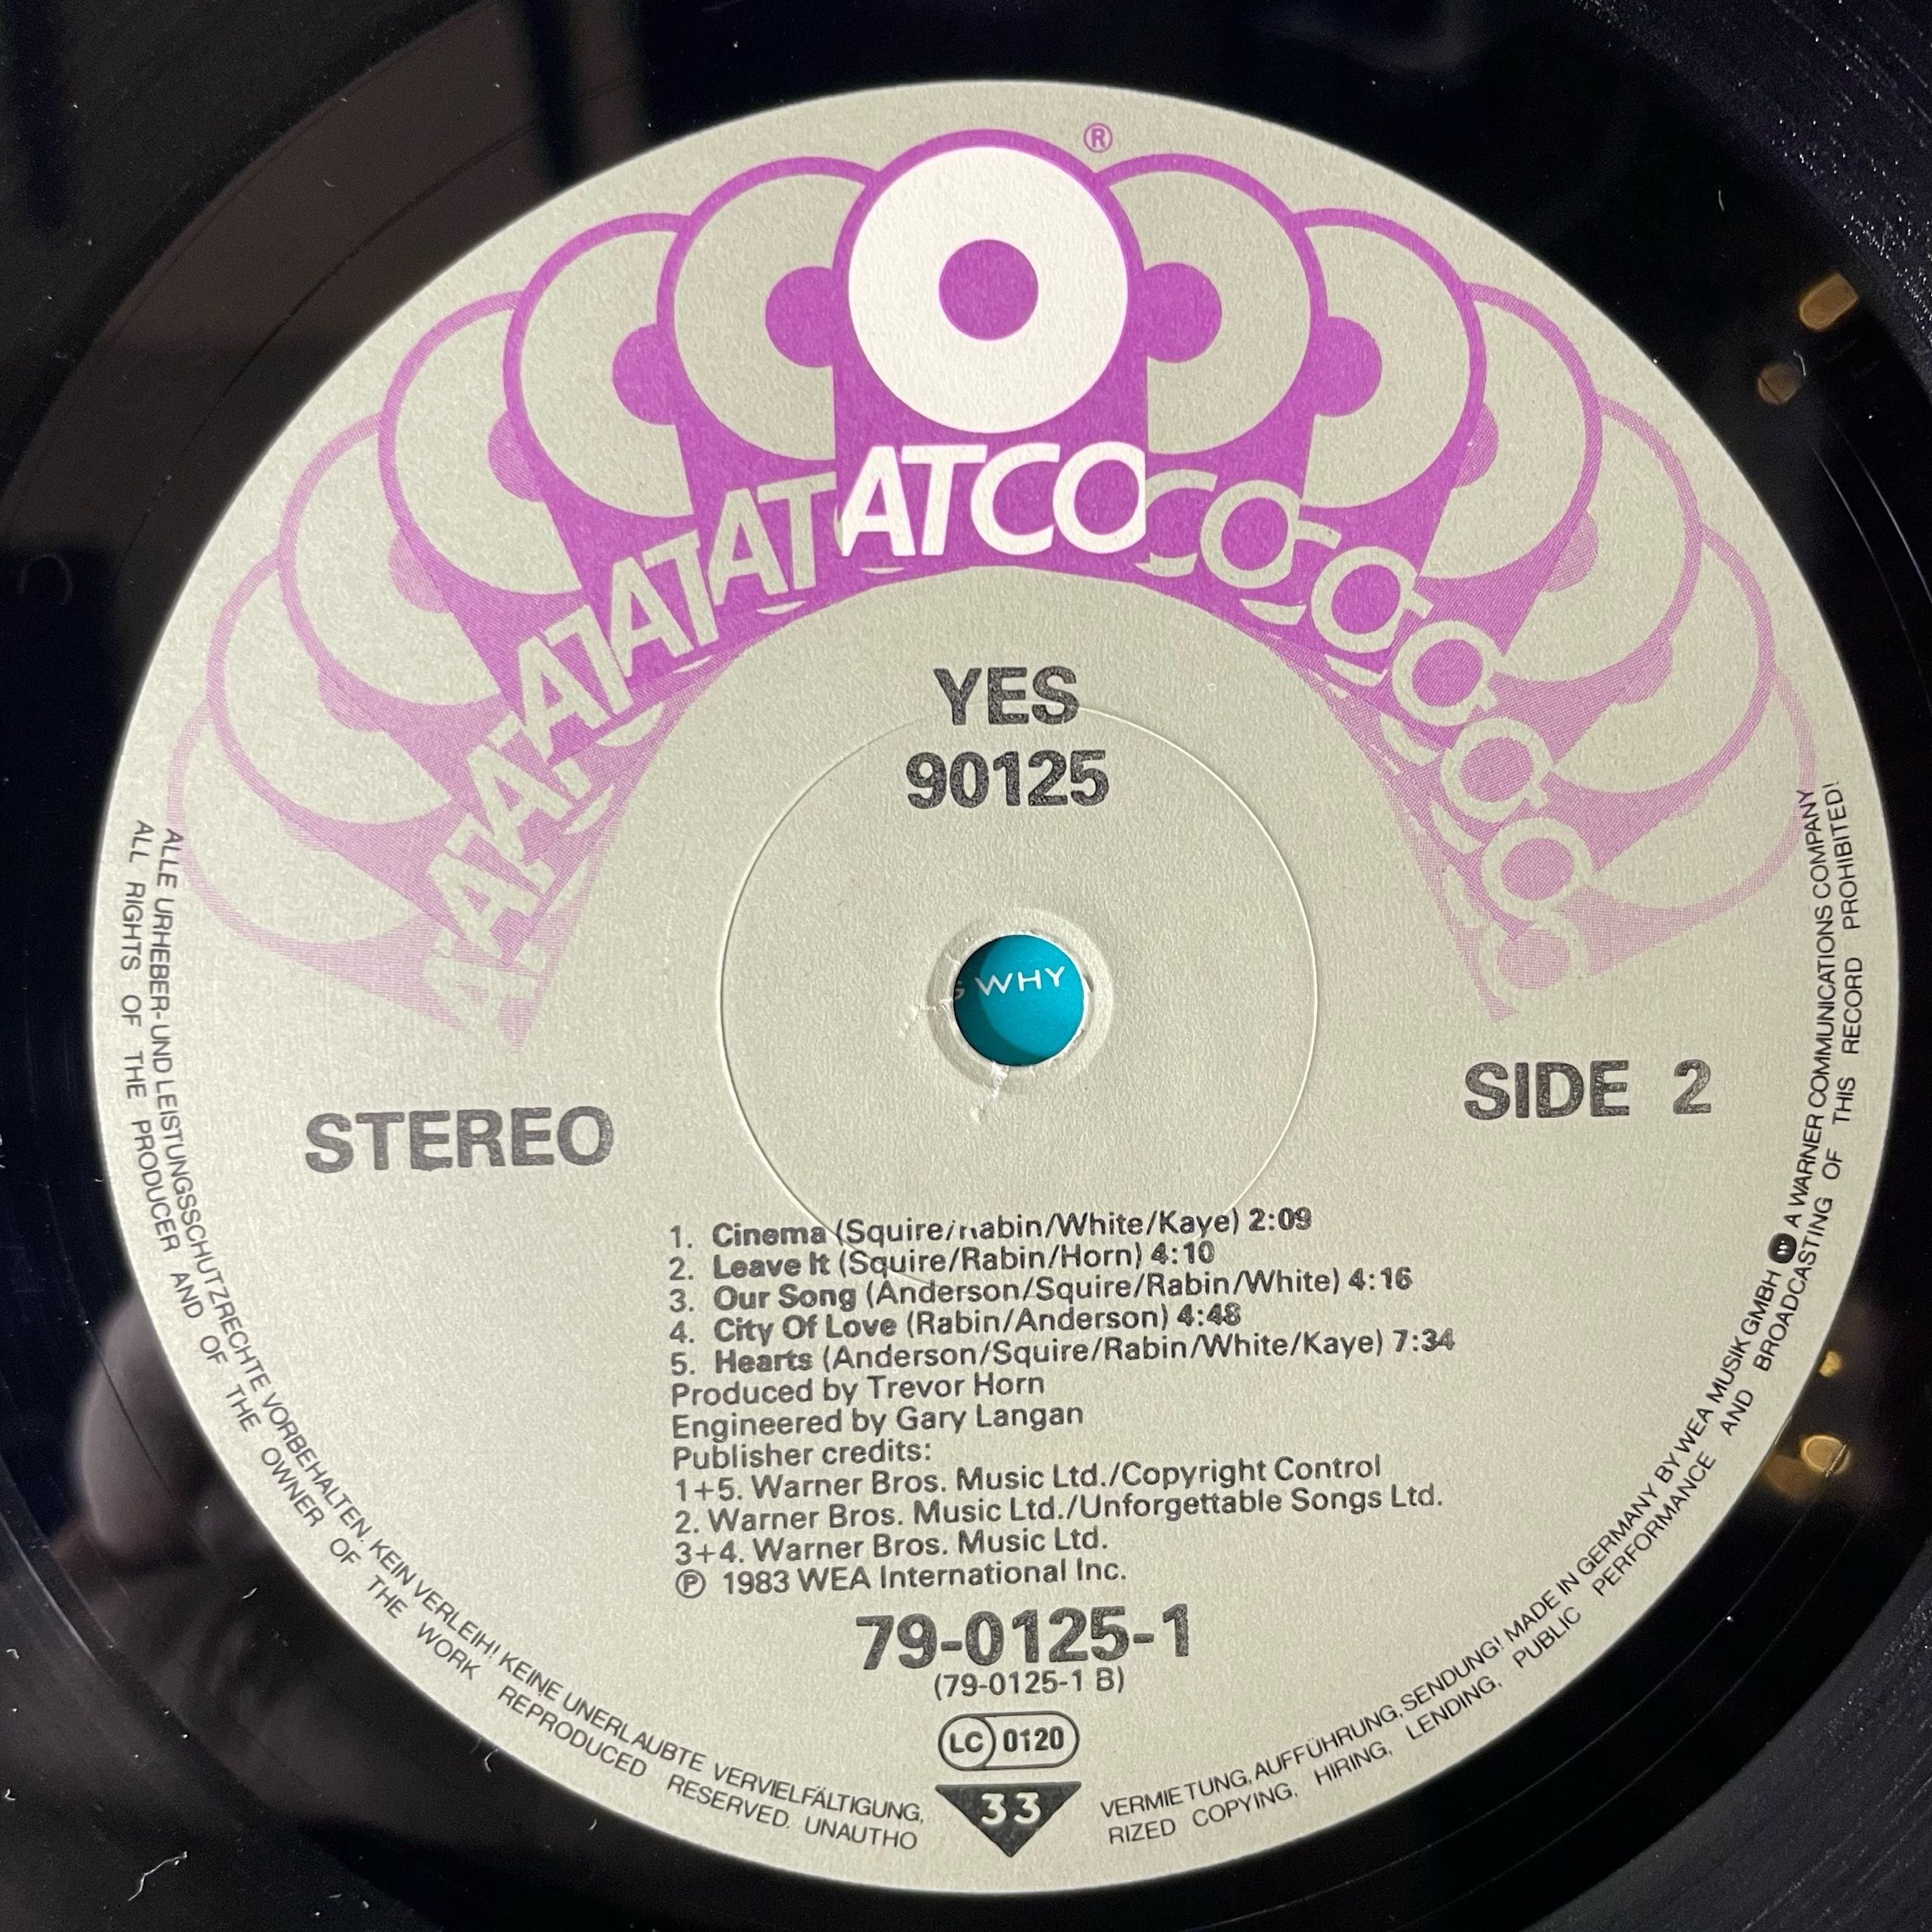 ®
ATATATATATATATCOCOCOCOCOCOCO
YES
90125
G WHY
STEREO
SIDE 2
1. Cinema (Squire/Rabin/White/Kaye) 2:09
2. Leave It (Squire/Rabin/Horn) 4:10
3. Our Song (Anderson/Squire/Rabin/White) 4:16
4. City Of Love (Rabin/Anderson) 4:48
5. Hearts (Anderson/Squire/Rabin/White/Kaye) 7:34
Produced by Trevor Horn
Engineered by Gary Langan
Publisher credits:
1+5. Warner Bros. Music Ltd./Copyright Control
2. Warner Bros. Music Ltd./Unforgettable Songs Ltd.
3+4. Warner Bros. Music Ltd.
℗ 1983 WEA International Inc.
79-0125-1
(79-0125-1 B)
LC 0120
33
ALLE URHEBER- UND LEISTUNGSSCHUTZRECHTE VORBEHALTEN. KEIN VERLEIH! KEINE UNERLAUBTE VERVIELFÄLTIGUNG, VERMIETUNG, AUFFÜHRUNG, SENDUNG! MADE IN GERMANY BY WEA MUSIK GMBH A WARNER COMMUNICATIONS COMPANY
ALL RIGHTS OF THE PRODUCER AND OF THE OWNER OF THE WORK REPRODUCED RESERVED. UNAUTHORIZED COPYING, HIRING, LENDING, PUBLIC PERFORMANCE AND BROADCASTING OF THIS RECORD PROHIBITED!